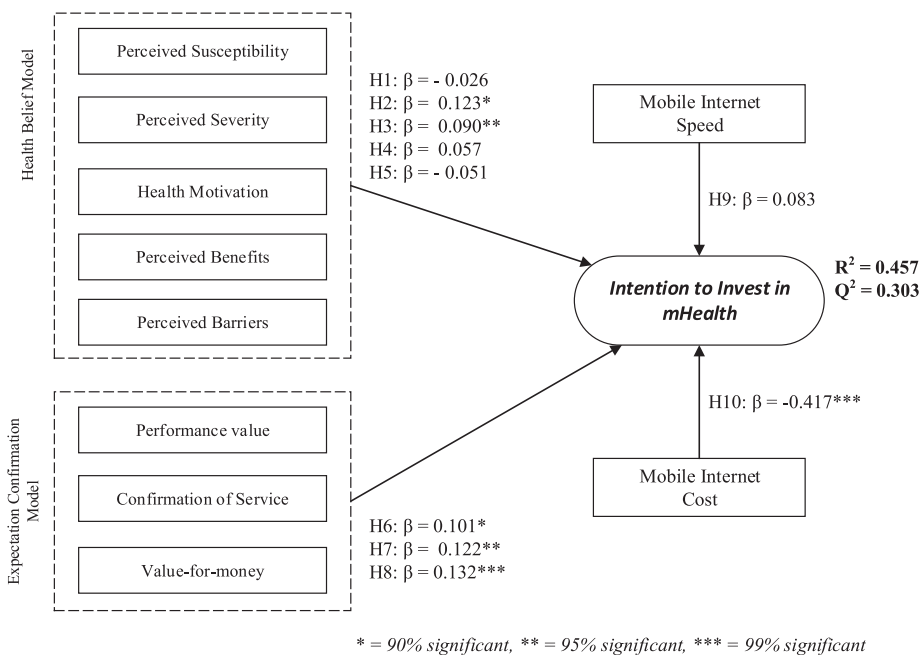 Health Belief Model
Perceived Susceptibility
Perceived Severity
Health Motivation
Perceived Benefits
Perceived Barriers
H1: β = - 0.026
H2: β = 0.123*
H3: β = 0.090**
H4: β = 0.057
H5: β = - 0.051
Mobile Internet
Speed
H9: β = 0.083
Intention to Invest in
mHealth
R² = 0.457
Q² = 0.303
H10: β = -0.417***
Mobile Internet
Cost
Expectation Confirmation
Model
Performance value
Confirmation of Service
Value-for-money
H6: β = 0.101*
H7: β = 0.122**
H8: β = 0.132***
* = 90% significant, ** = 95% significant, *** = 99% significant